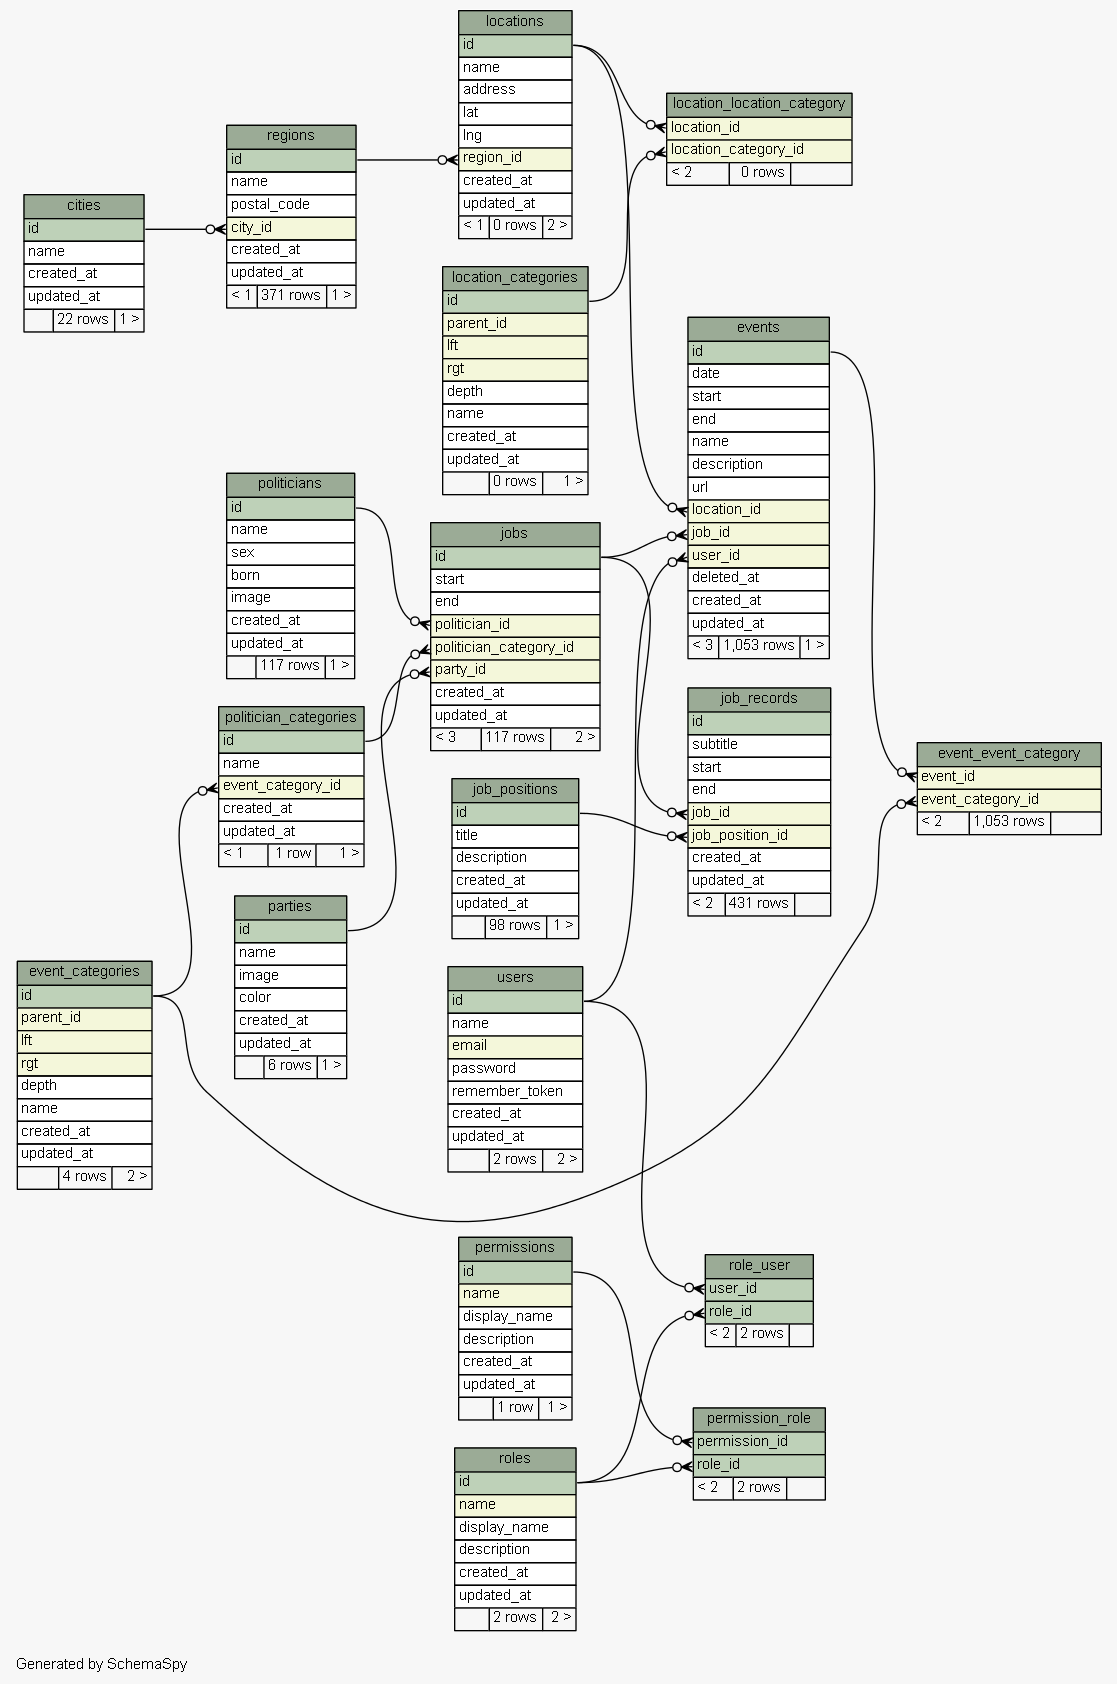 locations
id
name
address
lat
lng
region_id
created_at
updated_at
< 1 0 rows 2 >
location_location_category
location_id
location_category_id
< 2 0 rows
regions
id
name
postal_code
city_id
created_at
updated_at
< 1 371 rows 1 >
cities
id
name
created_at
updated_at
22 rows 1 >
location_categories
id
parent_id
lft
rgt
depth
name
created_at
updated_at
0 rows 1 >
events
id
date
start
end
name
description
url
location_id
job_id
user_id
deleted_at
created_at
updated_at
< 3 1,053 rows 1 >
politicians
id
name
sex
born
image
created_at
updated_at
117 rows 1 >
jobs
id
start
end
politician_id
politician_category_id
party_id
created_at
updated_at
< 3 117 rows 2 >
job_records
id
subtitle
start
end
job_id
job_position_id
created_at
updated_at
< 2 431 rows
politician_categories
id
name
event_category_id
created_at
updated_at
< 1 1 row 1 >
event_event_category
event_id
event_category_id
< 2 1,053 rows
job_positions
id
title
description
created_at
updated_at
98 rows 1 >
parties
id
name
image
color
created_at
updated_at
6 rows 1 >
event_categories
id
parent_id
lft
rgt
depth
name
created_at
updated_at
4 rows 2 >
users
id
name
email
password
remember_token
created_at
updated_at
2 rows 2 >
permissions
id
name
display_name
description
created_at
updated_at
1 row 1 >
role_user
user_id
role_id
< 2 2 rows
permission_role
permission_id
role_id
< 2 2 rows
roles
id
name
display_name
description
created_at
updated_at
2 rows 2 >
Generated by SchemaSpy